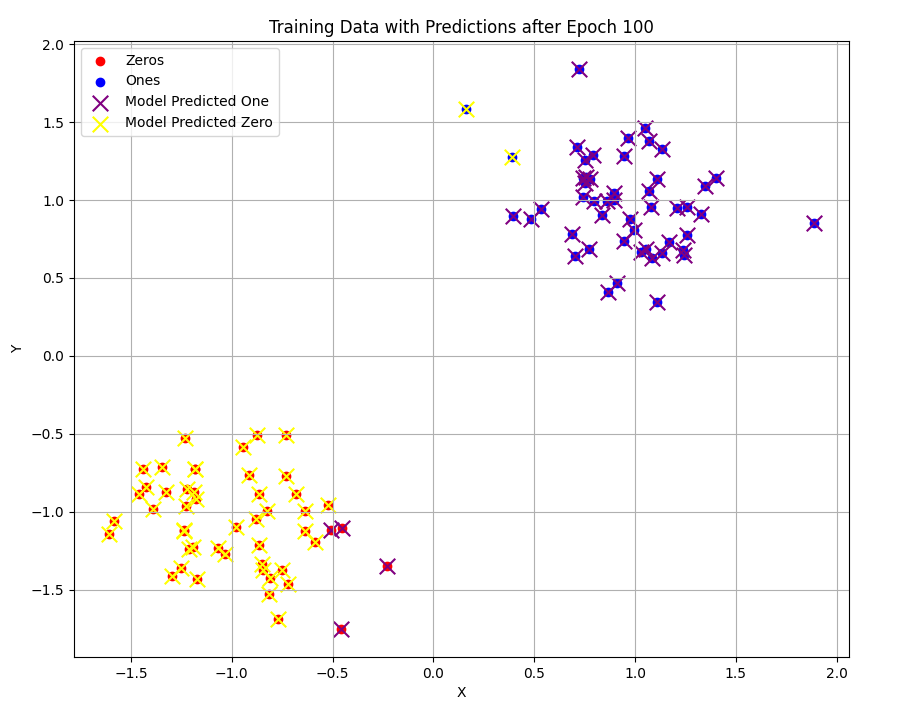 Training Data with Predictions after Epoch 100
Zeros
Ones
Model Predicted One
Model Predicted Zero
2.0
1.5
1.0
0.5
0.0
−0.5
−1.0
−1.5
Y
−1.5 −1.0 −0.5 0.0 0.5 1.0 1.5 2.0
X